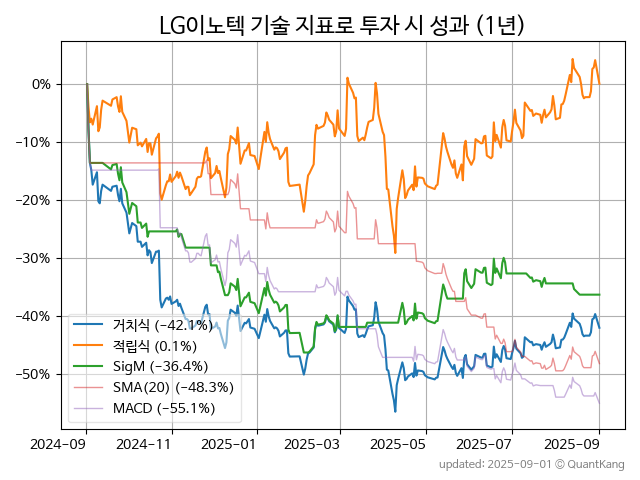 LG이노텍 기술 지표로 투자 시 성과 (1년)
0%
−10%
−20%
−30%
−40%
−50%
거치식 (−42.1%)
적립식 (0.1%)
SigM (−36.4%)
SMA(20) (−48.3%)
MACD (−55.1%)
2024-09 2024-11 2025-01 2025-03 2025-05 2025-07 2025-09
updated: 2025-09-01 © QuantKang